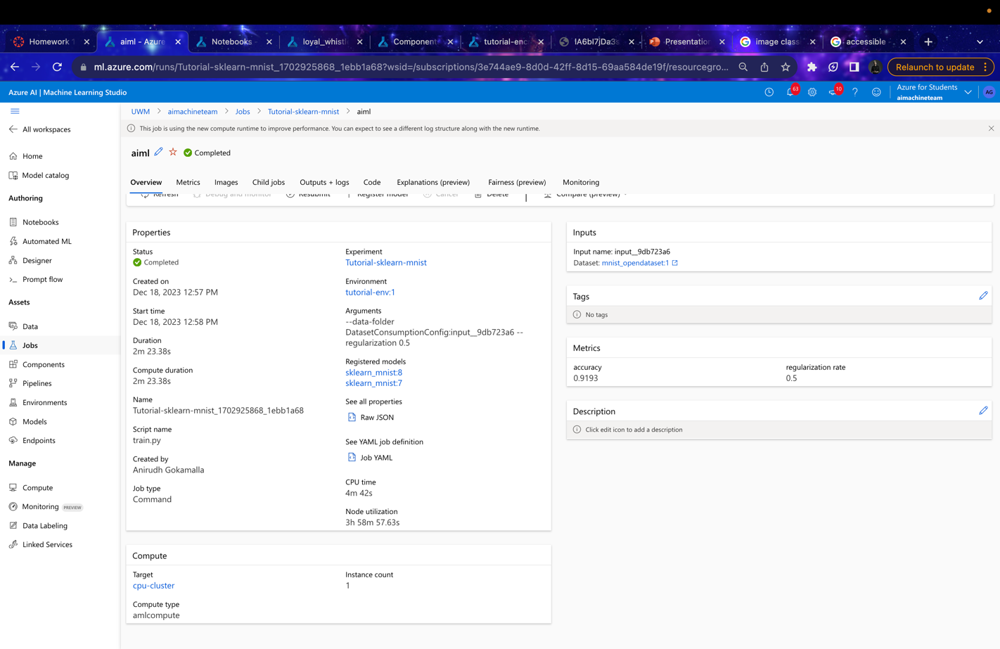 Homework 1
aiml - Azure
Notebooks -
loyal_whistl
Component
tutorial-enc
IA6bI7jDa3s
Presentation
image class
accessible -
ml.azure.com/runs/Tutorial-sklearn-mnist_1702925868_1ebb1a68?wsid=/subscriptions/3e744ae9-8d0d-42ff-8d15-69aa584de19f/resourcegro...
Relaunch to update
Azure AI | Machine Learning Studio
63
10
Azure for Students
aimachineteam
AG
UWM > aimachineteam > Jobs > Tutorial-sklearn-mnist > aiml
This job is using the new compute runtime to improve performance. You can expect to see a different log structure along with the new runtime.
All workspaces
Home
Model catalog
Authoring
Notebooks
Automated ML
Designer
Prompt flow
Assets
Data
Jobs
Components
Pipelines
Environments
Models
Endpoints
Manage
Compute
Monitoring PREVIEW
Data Labeling
Linked Services
aiml
Completed
Overview
Metrics
Images
Child jobs
Outputs + logs
Code
Explanations (preview)
Fairness (preview)
Monitoring
Refresh
Debug and monitor
Resubmit
Register model
Cancel
Delete
Compare (preview)
Properties
Status
Completed
Created on
Dec 18, 2023 12:57 PM
Start time
Dec 18, 2023 12:58 PM
Duration
2m 23.38s
Compute duration
2m 23.38s
Name
Tutorial-sklearn-mnist_1702925868_1ebb1a68
Script name
train.py
Created by
Anirudh Gokamalla
Job type
Command
Experiment
Tutorial-sklearn-mnist
Environment
tutorial-env:1
Arguments
--data-folder
DatasetConsumptionConfig:input__9db723a6 --
regularization 0.5
Registered models
sklearn_mnist:8
sklearn_mnist:7
See all properties
Raw JSON
See YAML job definition
Job YAML
CPU time
4m 42s
Node utilization
3h 58m 57.63s
Compute
Target
cpu-cluster
Compute type
amlcompute
Instance count
1
Inputs
Input name: input__9db723a6
Dataset: mnist_opendataset:1
Tags
No tags
Metrics
accuracy
0.9193
regularization rate
0.5
Description
Click edit icon to add a description